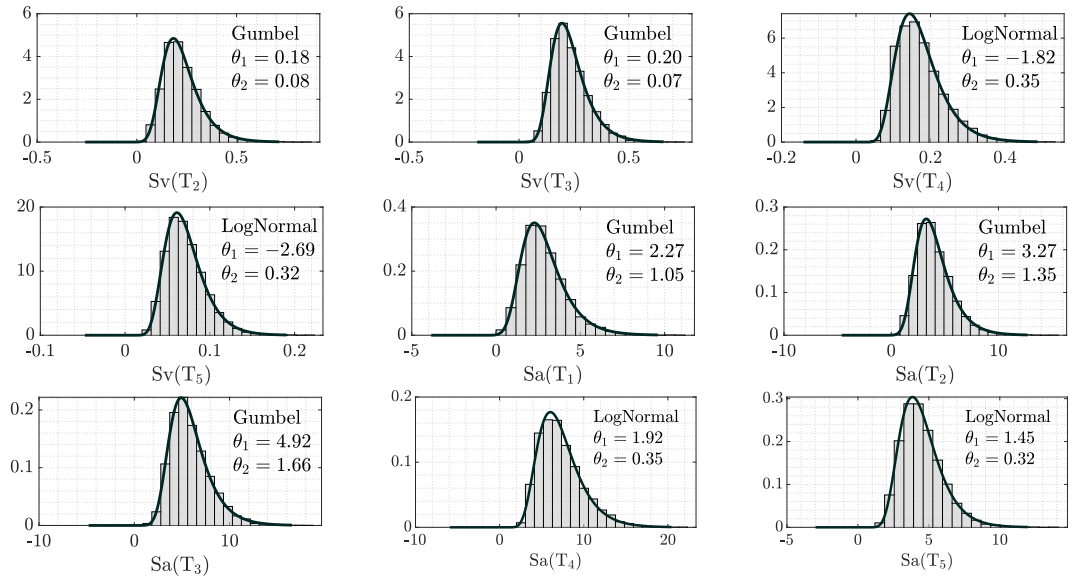 6
4
2
0
-0.5
0
0.5
Gumbel
θ1 = 0.18
θ2 = 0.08
Sv(T2)
6
4
2
0
-0.5
0
0.5
Gumbel
θ1 = 0.20
θ2 = 0.07
Sv(T3)
6
4
2
0
-0.2
0
0.2
0.4
LogNormal
θ1 = −1.82
θ2 = 0.35
Sv(T4)
20
10
0
-0.1
0
0.1
0.2
LogNormal
θ1 = −2.69
θ2 = 0.32
Sv(T5)
0.4
0.2
0
-5
0
5
10
Gumbel
θ1 = 2.27
θ2 = 1.05
Sa(T1)
0.3
0.2
0.1
0
-10
0
10
Gumbel
θ1 = 3.27
θ2 = 1.35
Sa(T2)
0.2
0.1
0
-10
0
10
Gumbel
θ1 = 4.92
θ2 = 1.66
Sa(T3)
0.2
0.1
0
-10
0
10
20
LogNormal
θ1 = 1.92
θ2 = 0.35
Sa(T4)
0.3
0.2
0.1
0
-5
0
5
10
LogNormal
θ1 = 1.45
θ2 = 0.32
Sa(T5)